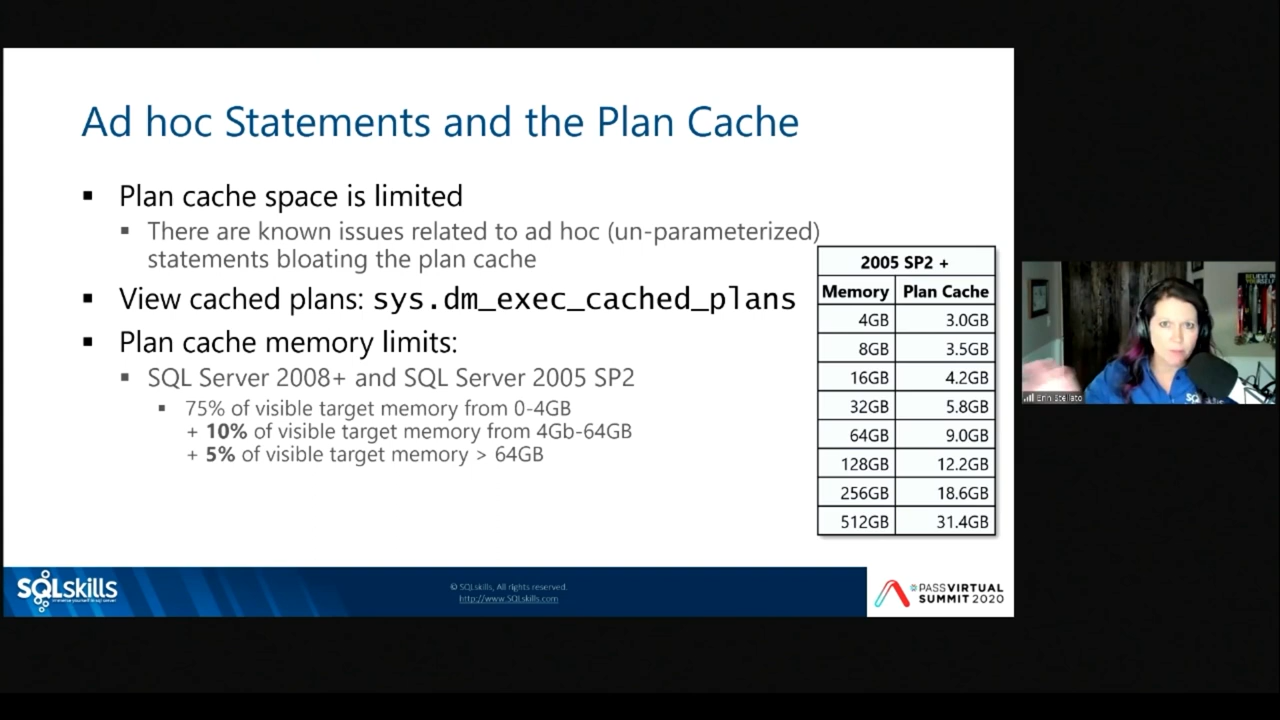 Ad hoc Statements and the Plan Cache
▪ Plan cache space is limited
▪ There are known issues related to ad hoc (un-parameterized)
statements bloating the plan cache
▪ View cached plans: sys.dm_exec_cached_plans
▪ Plan cache memory limits:
▪ SQL Server 2008+ and SQL Server 2005 SP2
▪ 75% of visible target memory from 0-4GB
+ 10% of visible target memory from 4Gb-64GB
+ 5% of visible target memory > 64GB
2005 SP2 +
Memory Plan Cache
4GB 3.0GB
8GB 3.5GB
16GB 4.2GB
32GB 5.8GB
64GB 9.0GB
128GB 12.2GB
256GB 18.6GB
512GB 31.4GB
SQLskills
© SQLskills, All rights reserved.
http://www.SQLskills.com
PASS VIRTUAL
SUMMIT 2020
BELIEVE IN
YOURSELF
Erin Stellato